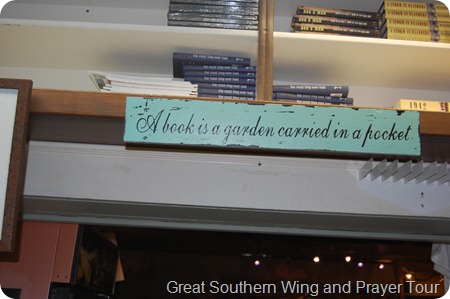 A book is a garden carried in a pocket
Great Southern Wing and Prayer Tour